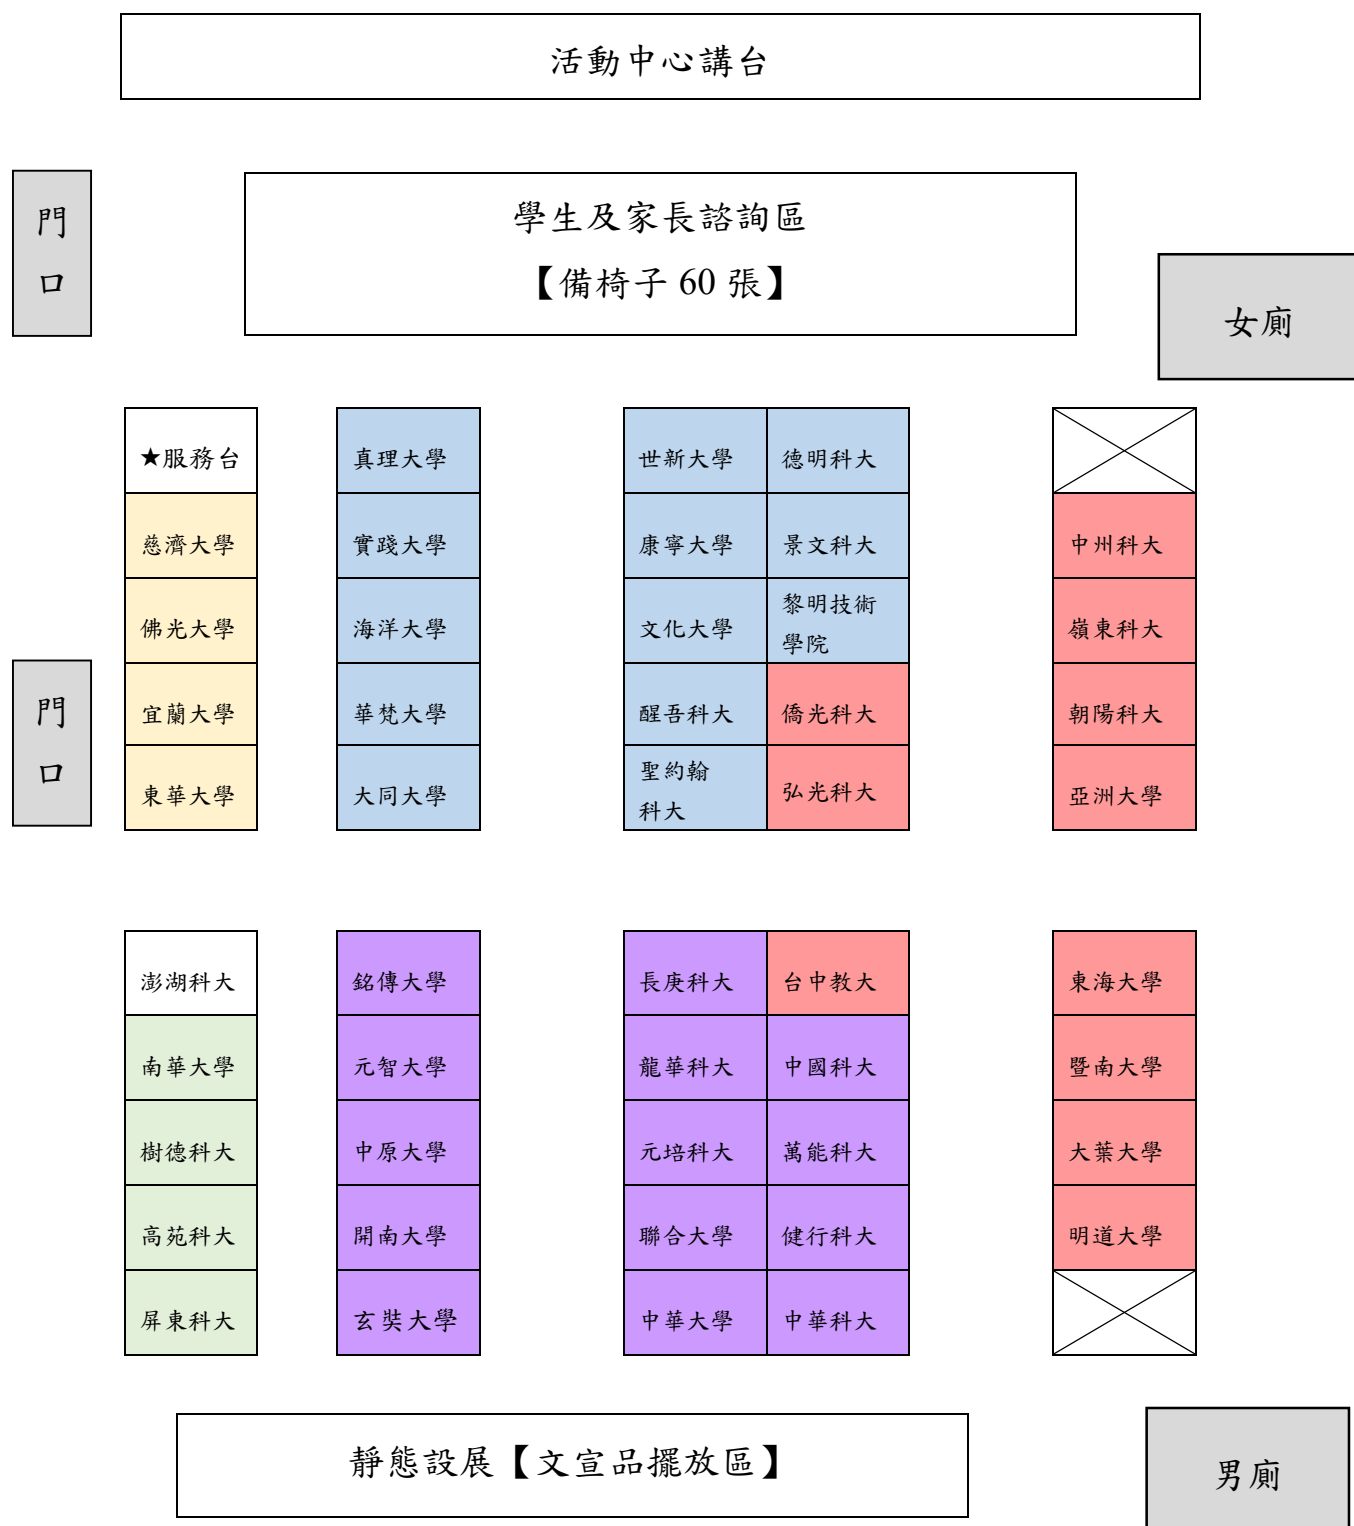 活動中心講台
門
口
學生及家長諮詢區
【備椅子 60 張】
女廁
★服務台
真理大學
世新大學
德明科大
慈濟大學
實踐大學
康寧大學
景文科大
中州科大
佛光大學
海洋大學
文化大學
黎明技術
學院
嶺東科大
門
口
宜蘭大學
華梵大學
醒吾科大
僑光科大
朝陽科大
東華大學
大同大學
聖約翰
科大
弘光科大
亞洲大學
澎湖科大
銘傳大學
長庚科大
台中教大
東海大學
南華大學
元智大學
龍華科大
中國科大
暨南大學
樹德科大
中原大學
元培科大
萬能科大
大葉大學
高苑科大
開南大學
聯合大學
健行科大
明道大學
屏東科大
玄奘大學
中華大學
中華科大
靜態設展【文宣品擺放區】
男廁